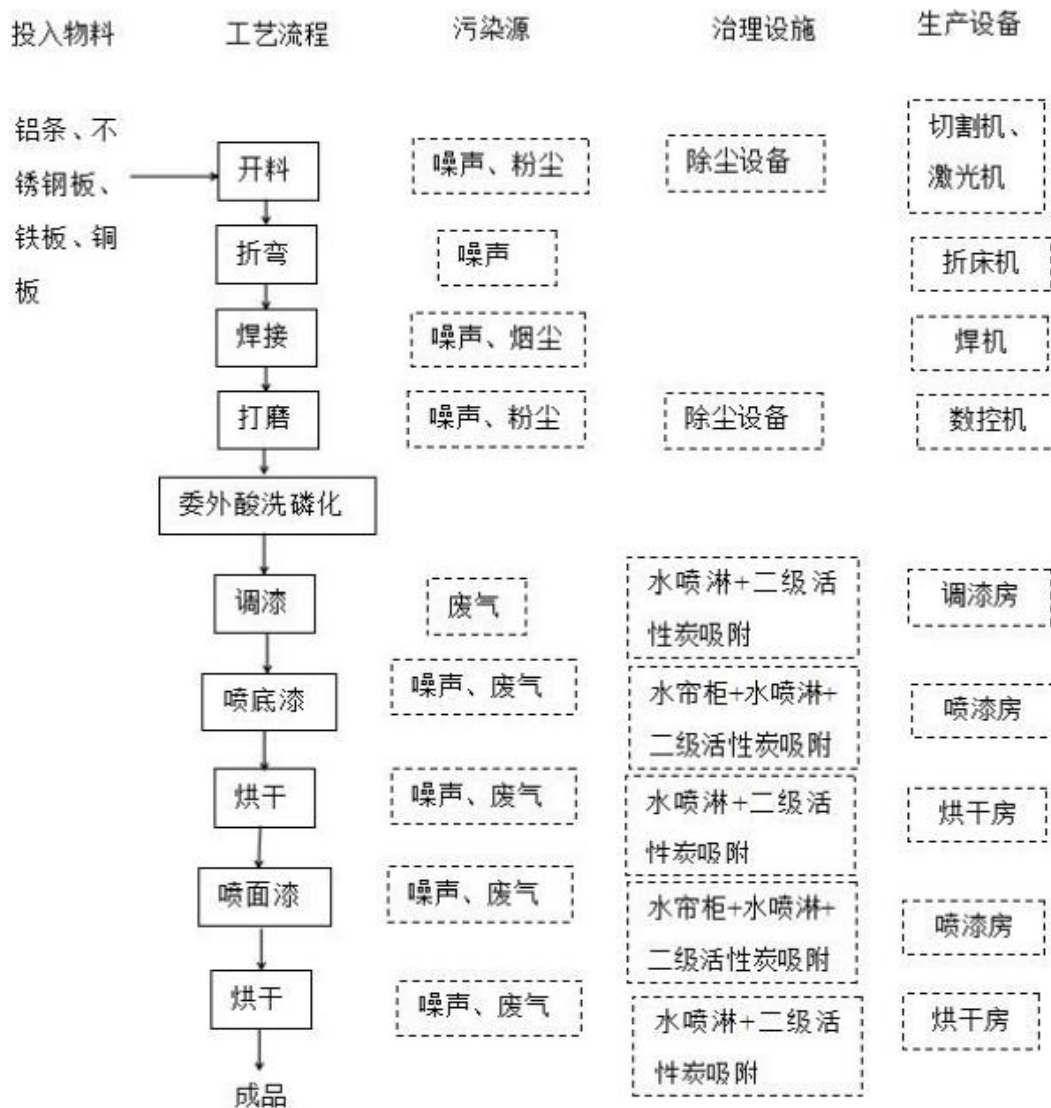 投入物料 工艺流程 污染源 治理设施 生产设备
铝条、不
锈钢板、
铁板、铜
板
开料
噪声、粉尘
除尘设备
切割机、
激光机
折弯
噪声
折床机
焊接
噪声、烟尘
焊机
打磨
噪声、粉尘
除尘设备
数控机
委外酸洗磷化
调漆
废气
水喷淋+二级活
性炭吸附
调漆房
喷底漆
噪声、废气
水帘柜+水喷淋+
二级活性炭吸附
喷漆房
烘干
噪声、废气
水喷淋+二级活
性炭吸附
烘干房
喷面漆
噪声、废气
水帘柜+水喷淋+
二级活性炭吸附
喷漆房
烘干
噪声、废气
水喷淋+二级活
性炭吸附
烘干房
成品